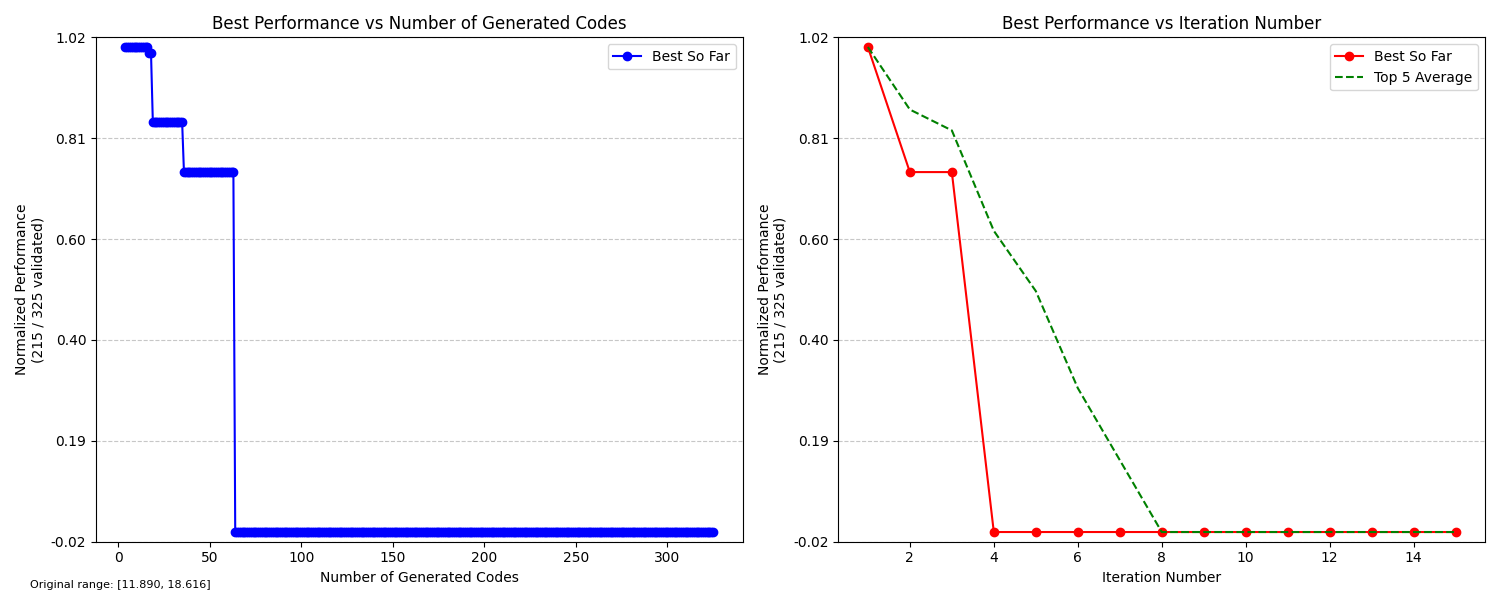 Best Performance vs Number of Generated Codes
Normalized Performance
(215 / 325 validated)
1.02
0.81
0.60
0.40
0.19
-0.02
Best So Far
0
50
100
150
200
250
300
Number of Generated Codes
Original range: [11.890, 18.616]
Best Performance vs Iteration Number
Normalized Performance
(215 / 325 validated)
1.02
0.81
0.60
0.40
0.19
-0.02
Best So Far
Top 5 Average
2
4
6
8
10
12
14
Iteration Number